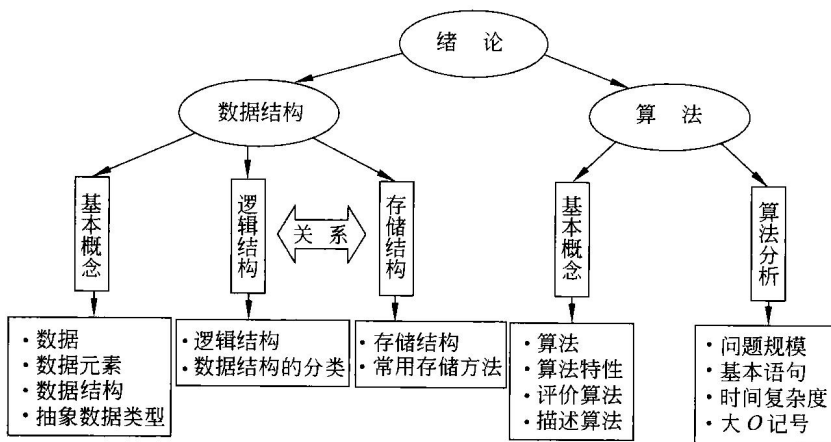 绪 论
数据结构
算 法
基本概念
逻辑结构
关 系
存储结构
基本概念
算法分析
· 数据
· 数据元素
· 数据结构
· 抽象数据类型
· 逻辑结构
· 数据结构的分类
· 存储结构
· 常用存储方法
· 算法
· 算法特性
· 评价算法
· 描述算法
· 问题规模
· 基本语句
· 时间复杂度
· 大 O 记号